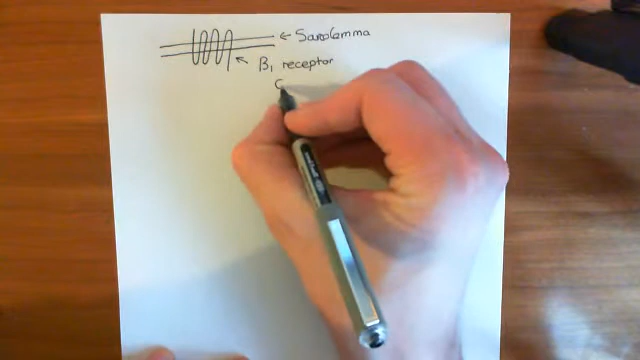 ← Sarcolemma
β₁ receptor
C